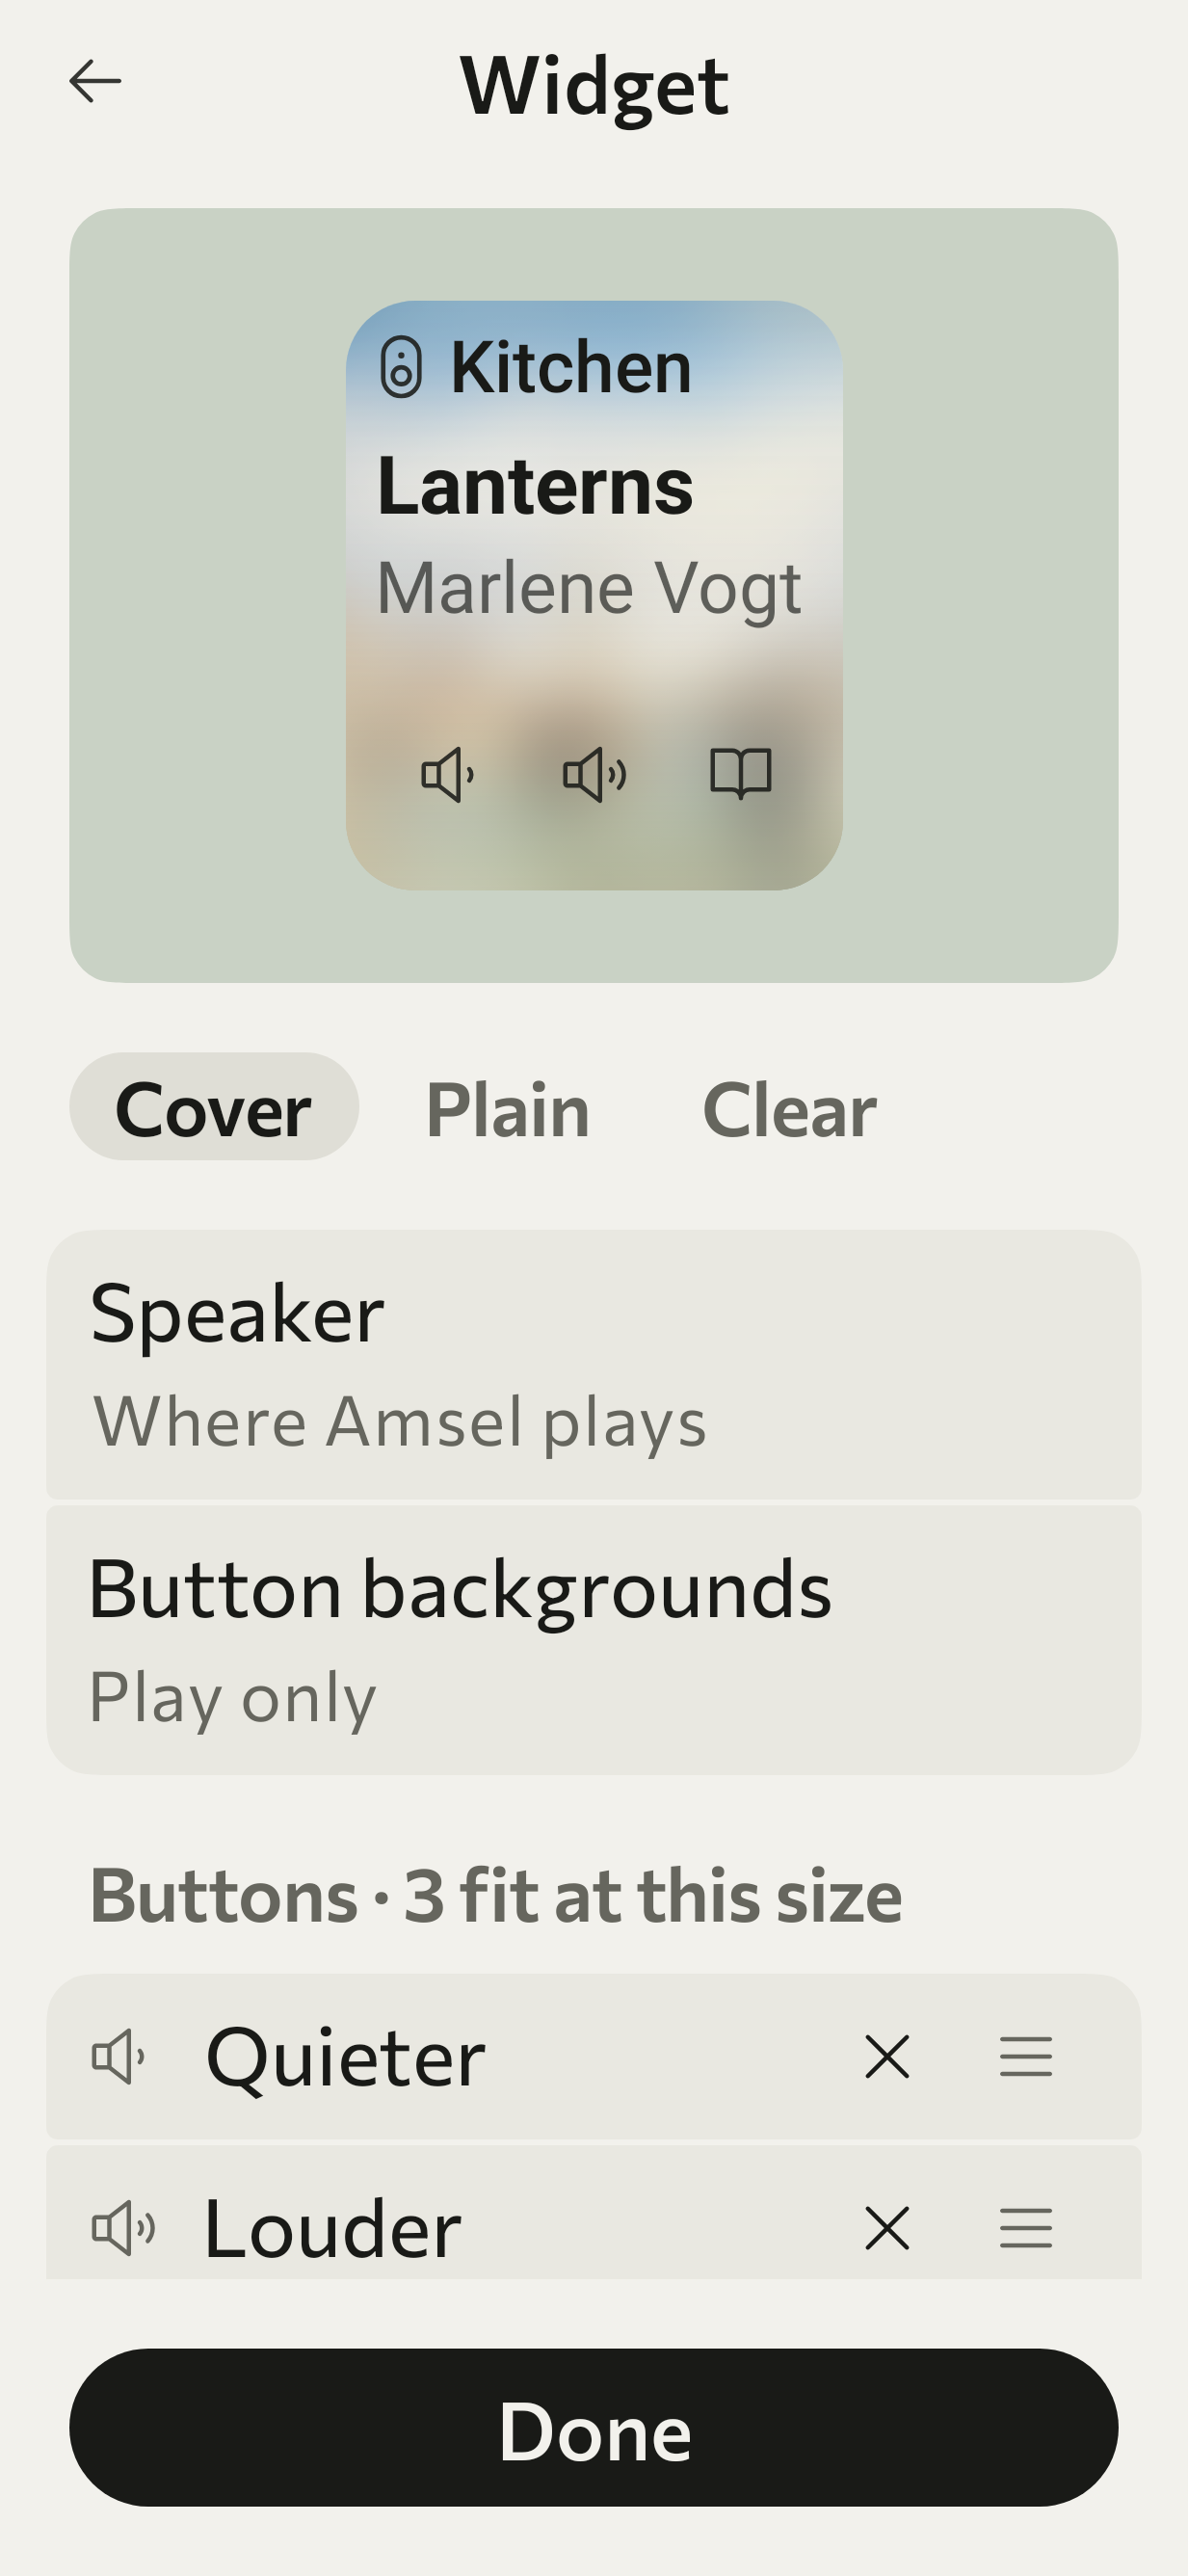 Widget
Kitchen
Lanterns
Marlene Vogt
Cover
Plain
Clear
Speaker
Where Amsel plays
Button backgrounds
Play only
Buttons · 3 fit at this size
Quieter
Louder
Done